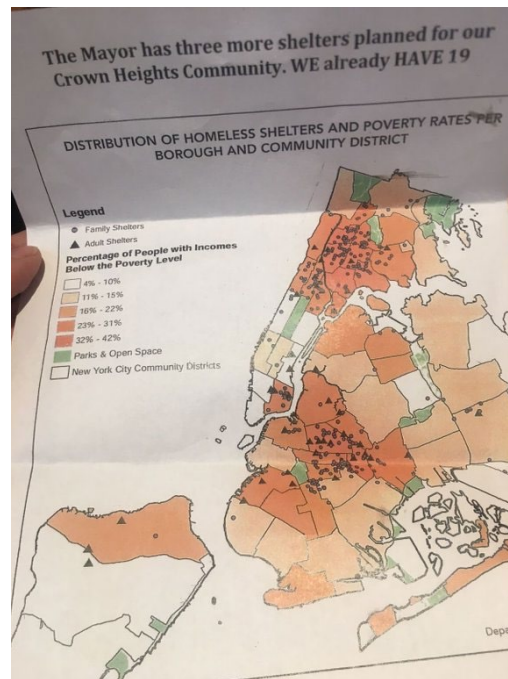 The Mayor has three more shelters planned for our
Crown Heights Community. WE already HAVE 19
DISTRIBUTION OF HOMELESS SHELTERS AND POVERTY RATES PER
BOROUGH AND COMMUNITY DISTRICT
Legend
Family Shelters
Adult Shelters
Percentage of People with Incomes
Below the Poverty Level
4% - 10%
11% - 15%
16% - 22%
23% - 31%
32% - 42%
Parks & Open Space
New York City Community Districts